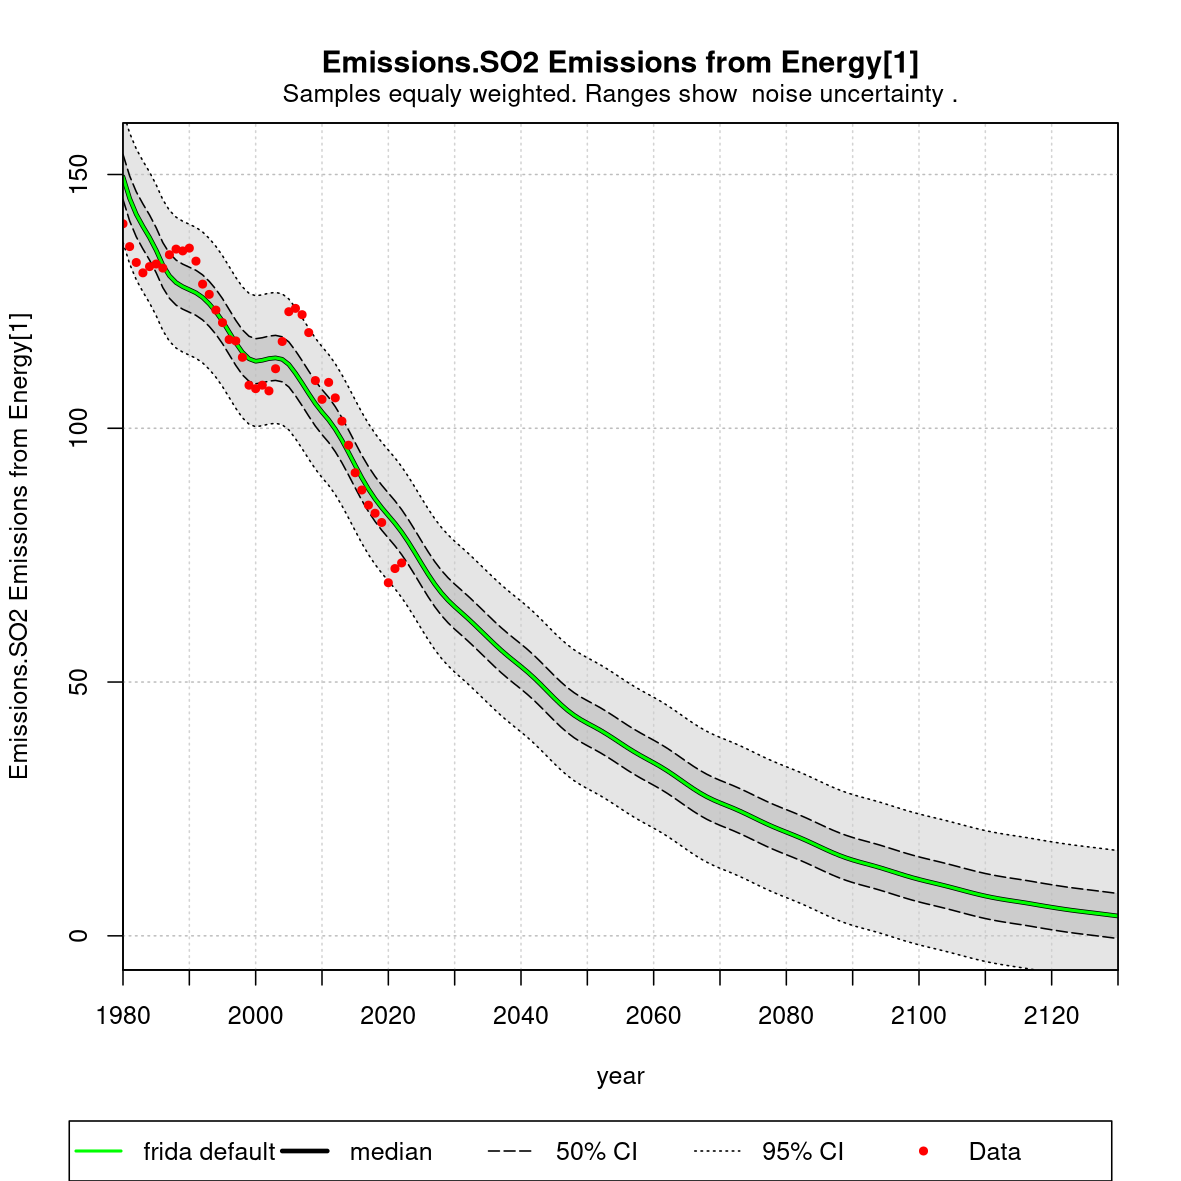 Emissions.SO2 Emissions from Energy[1]
Samples equaly weighted. Ranges show  noise uncertainty .
Emissions.SO2 Emissions from Energy[1]
150
100
50
0
1980 2000 2020 2040 2060 2080 2100 2120
year
frida default median 50% CI 95% CI Data